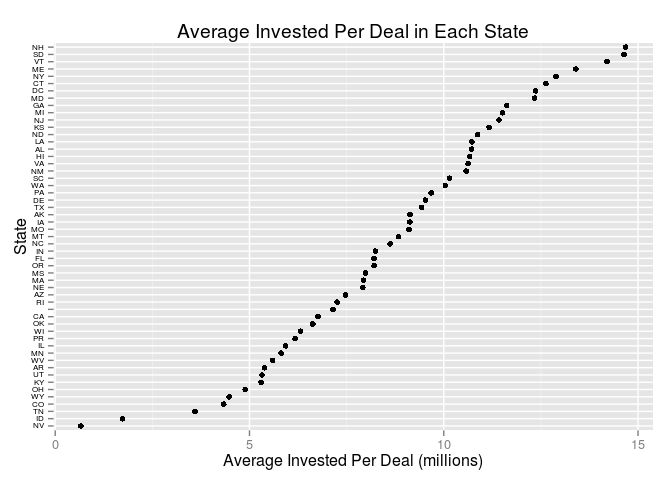 Average Invested Per Deal in Each State
NH
SD
VT
ME
NY
CT
DC
MD
GA
MI
NJ
KS
ND
LA
AL
HI
VA
NM
SC
WA
PA
DE
TX
AK
IA
MO
MT
NC
IN
FL
OR
MS
MA
NE
AZ
RI
CA
OK
WI
PR
IL
MN
WV
AR
UT
KY
OH
WY
CO
TN
ID
NV
State
0 5 10 15
Average Invested Per Deal (millions)